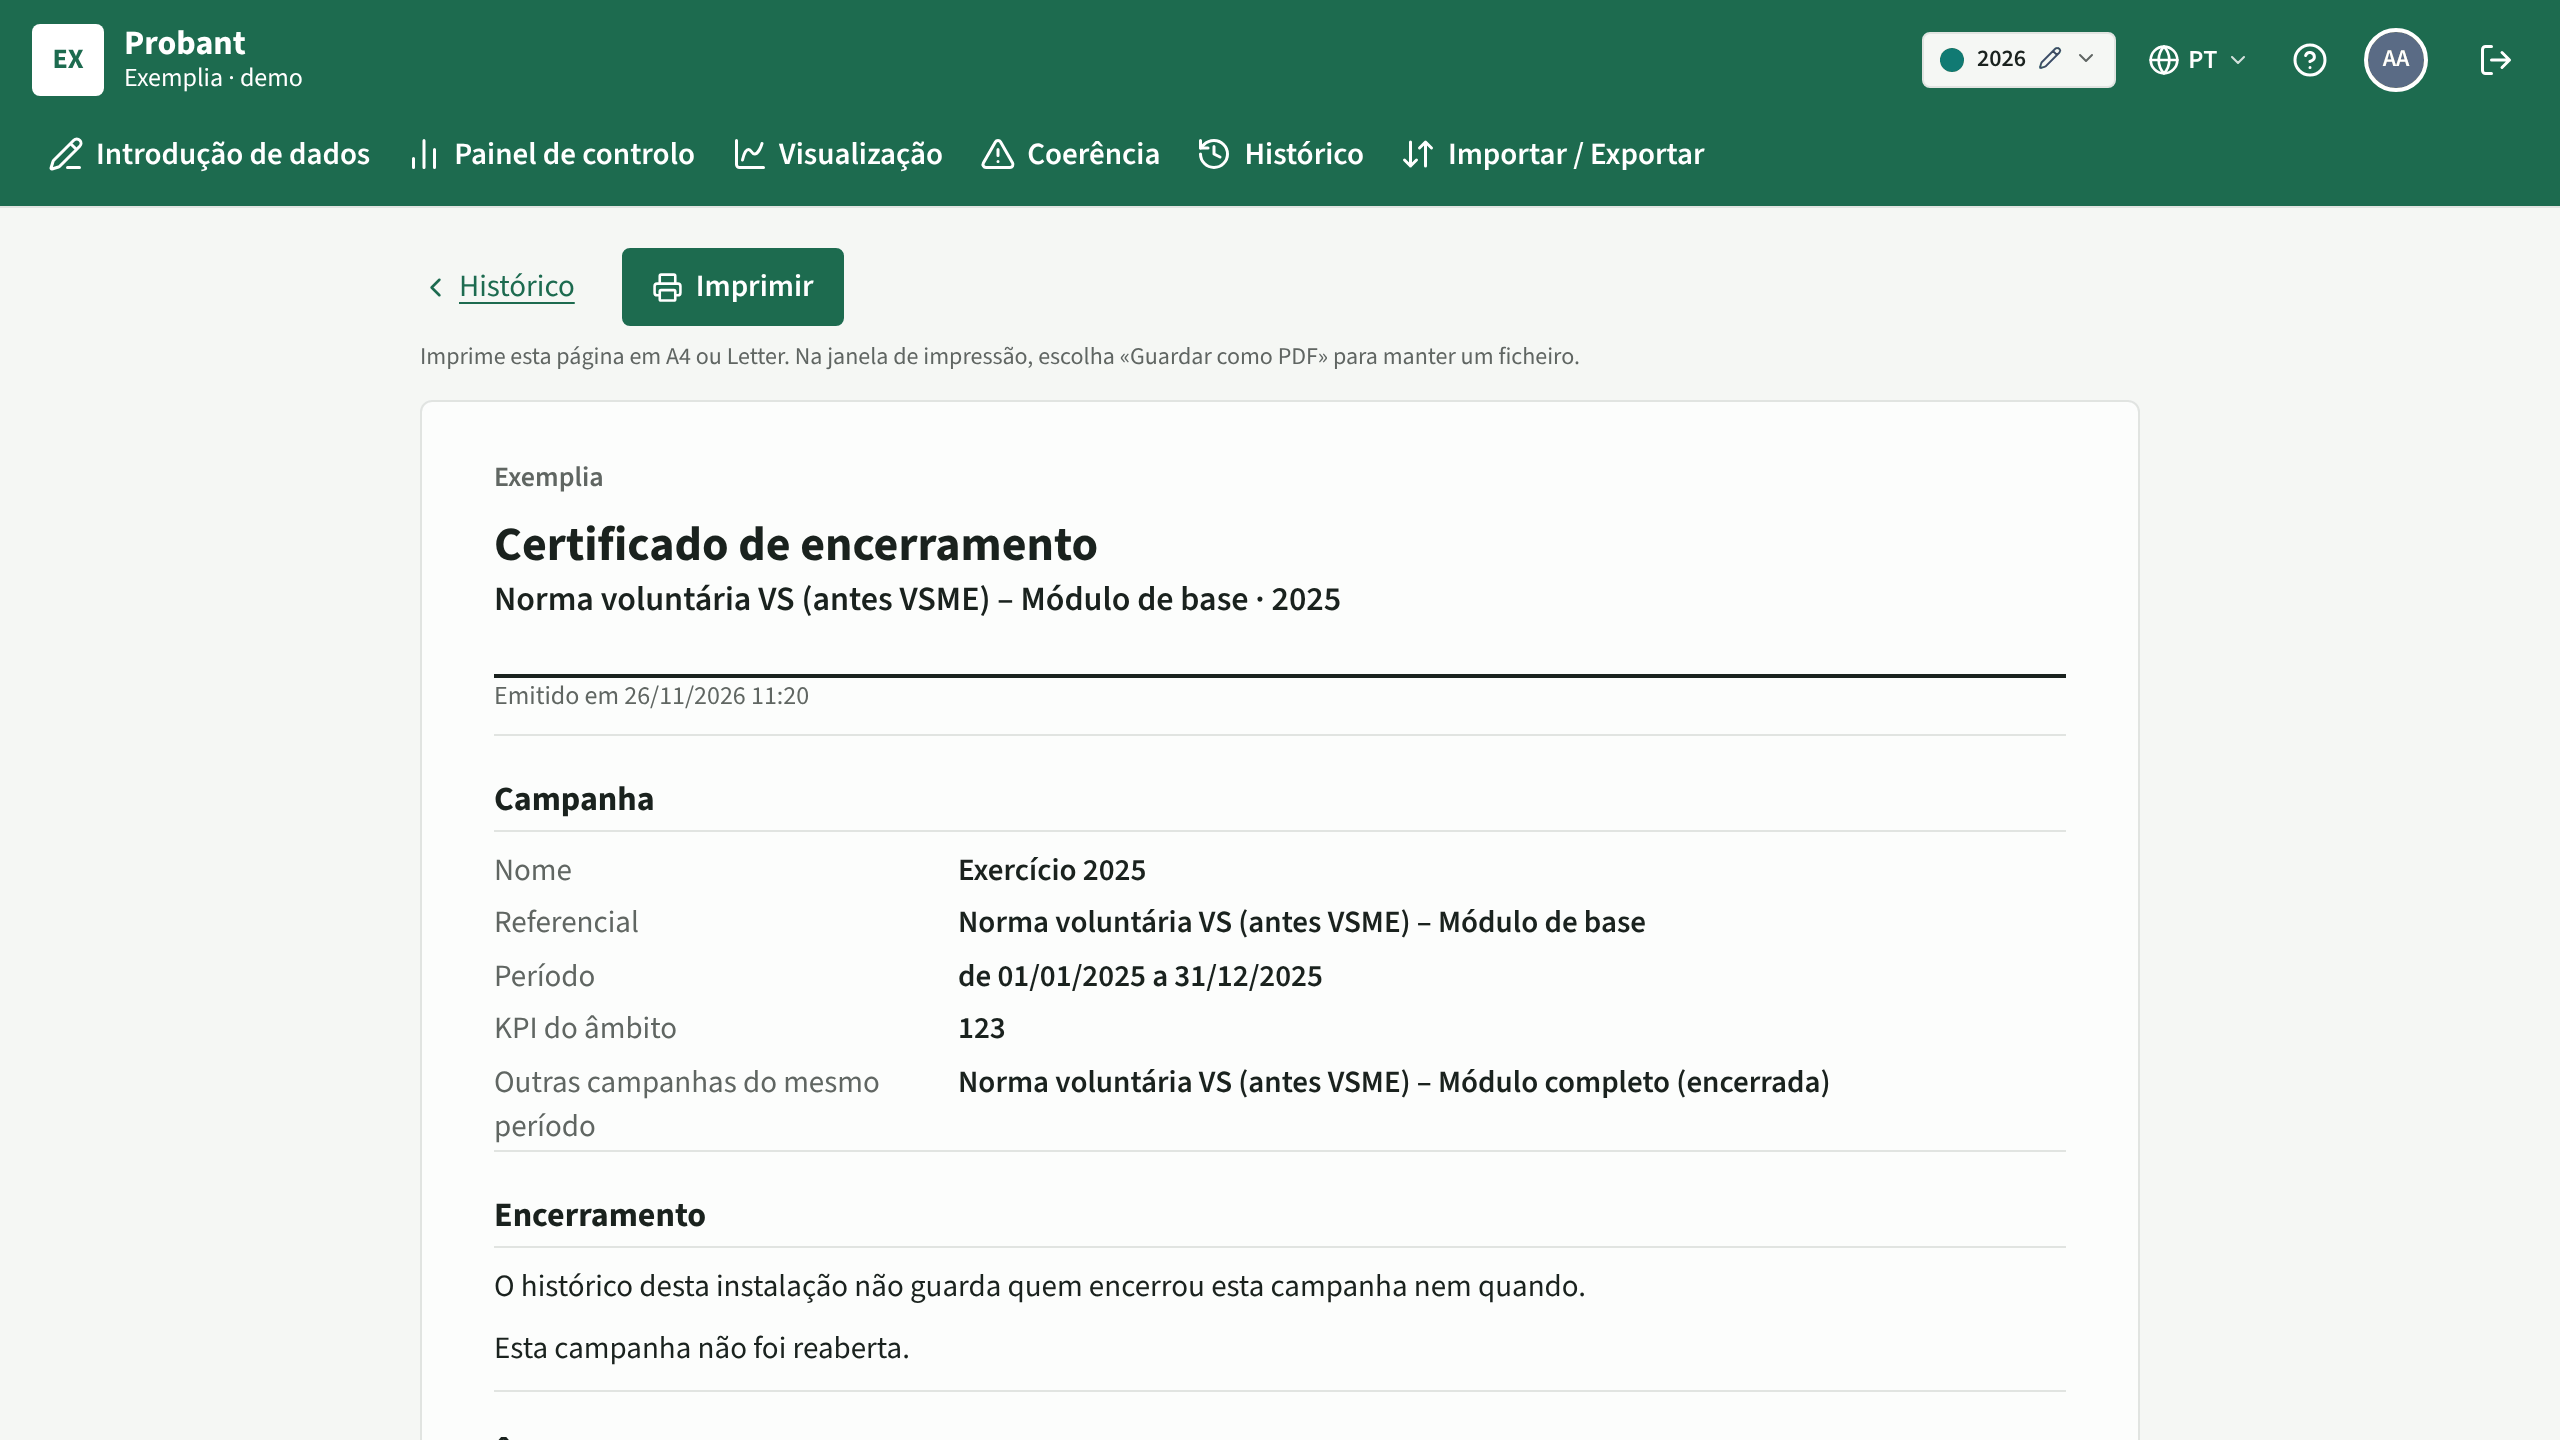 EX
Probant
Exemplia · demo
2026
PT
AA
Introdução de dados
Painel de controlo
Visualização
Coerência
Histórico
Importar / Exportar
Histórico
Imprimir
Imprime esta página em A4 ou Letter. Na janela de impressão, escolha «Guardar como PDF» para manter um ficheiro.
Exemplia
Certificado de encerramento
Norma voluntária VS (antes VSME) – Módulo de base · 2025
Emitido em 26/11/2026 11:20
Campanha
Nome
Exercício 2025
Referencial
Norma voluntária VS (antes VSME) – Módulo de base
Período
de 01/01/2025 a 31/12/2025
KPI do âmbito
123
Outras campanhas do mesmo
período
Norma voluntária VS (antes VSME) – Módulo completo (encerrada)
Encerramento
O histórico desta instalação não guarda quem encerrou esta campanha nem quando.
Esta campanha não foi reaberta.